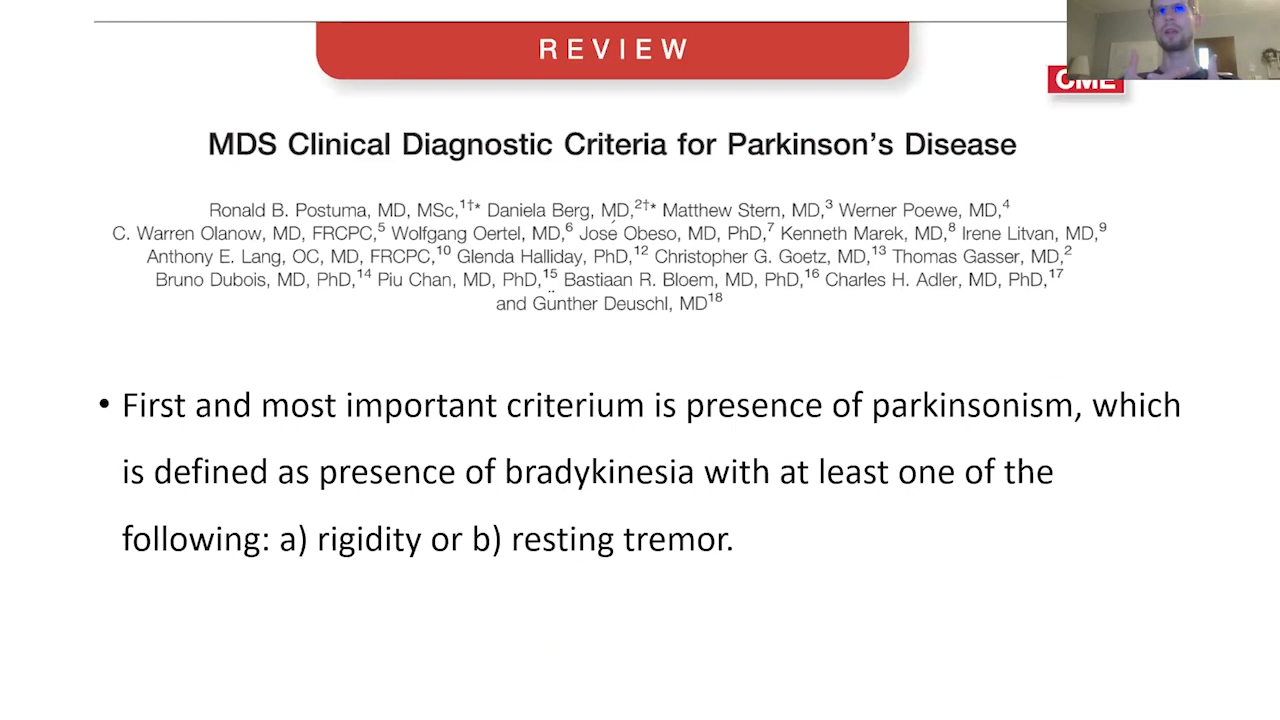 REVIEW
CME
MDS Clinical Diagnostic Criteria for Parkinson's Disease
Ronald B. Postuma, MD, MSc,1†* Daniela Berg, MD,2†* Matthew Stern, MD,3 Werner Poewe, MD,4
C. Warren Olanow, MD, FRCPC,5 Wolfgang Oertel, MD,6 José Obeso, MD, PhD,7 Kenneth Marek, MD,8 Irene Litvan, MD,9
Anthony E. Lang, OC, MD, FRCPC,10 Glenda Halliday, PhD,12 Christopher G. Goetz, MD,13 Thomas Gasser, MD,2
Bruno Dubois, MD, PhD,14 Piu Chan, MD, PhD,15 Bastiaan R. Bloem, MD, PhD,16 Charles H. Adler, MD, PhD,17
and Günther Deuschl, MD18
• First and most important criterium is presence of parkinsonism, which
is defined as presence of bradykinesia with at least one of the
following: a) rigidity or b) resting tremor.